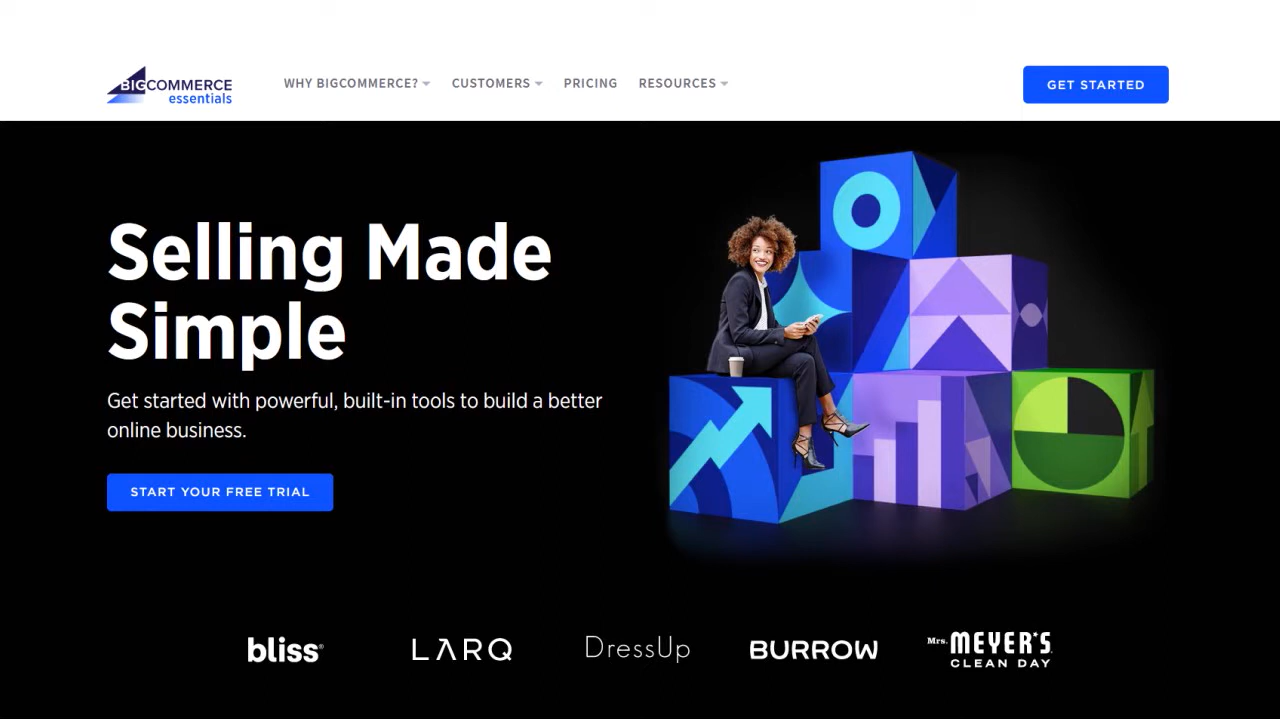 BIGCOMMERCE
essentials
WHY BIGCOMMERCE?
CUSTOMERS
PRICING
RESOURCES
GET STARTED
Selling Made
Simple
Get started with powerful, built-in tools to build a better
online business.
START YOUR FREE TRIAL
bliss®
LARQ
DressUp
BURROW
Mrs. MEYER'S
CLEAN DAY